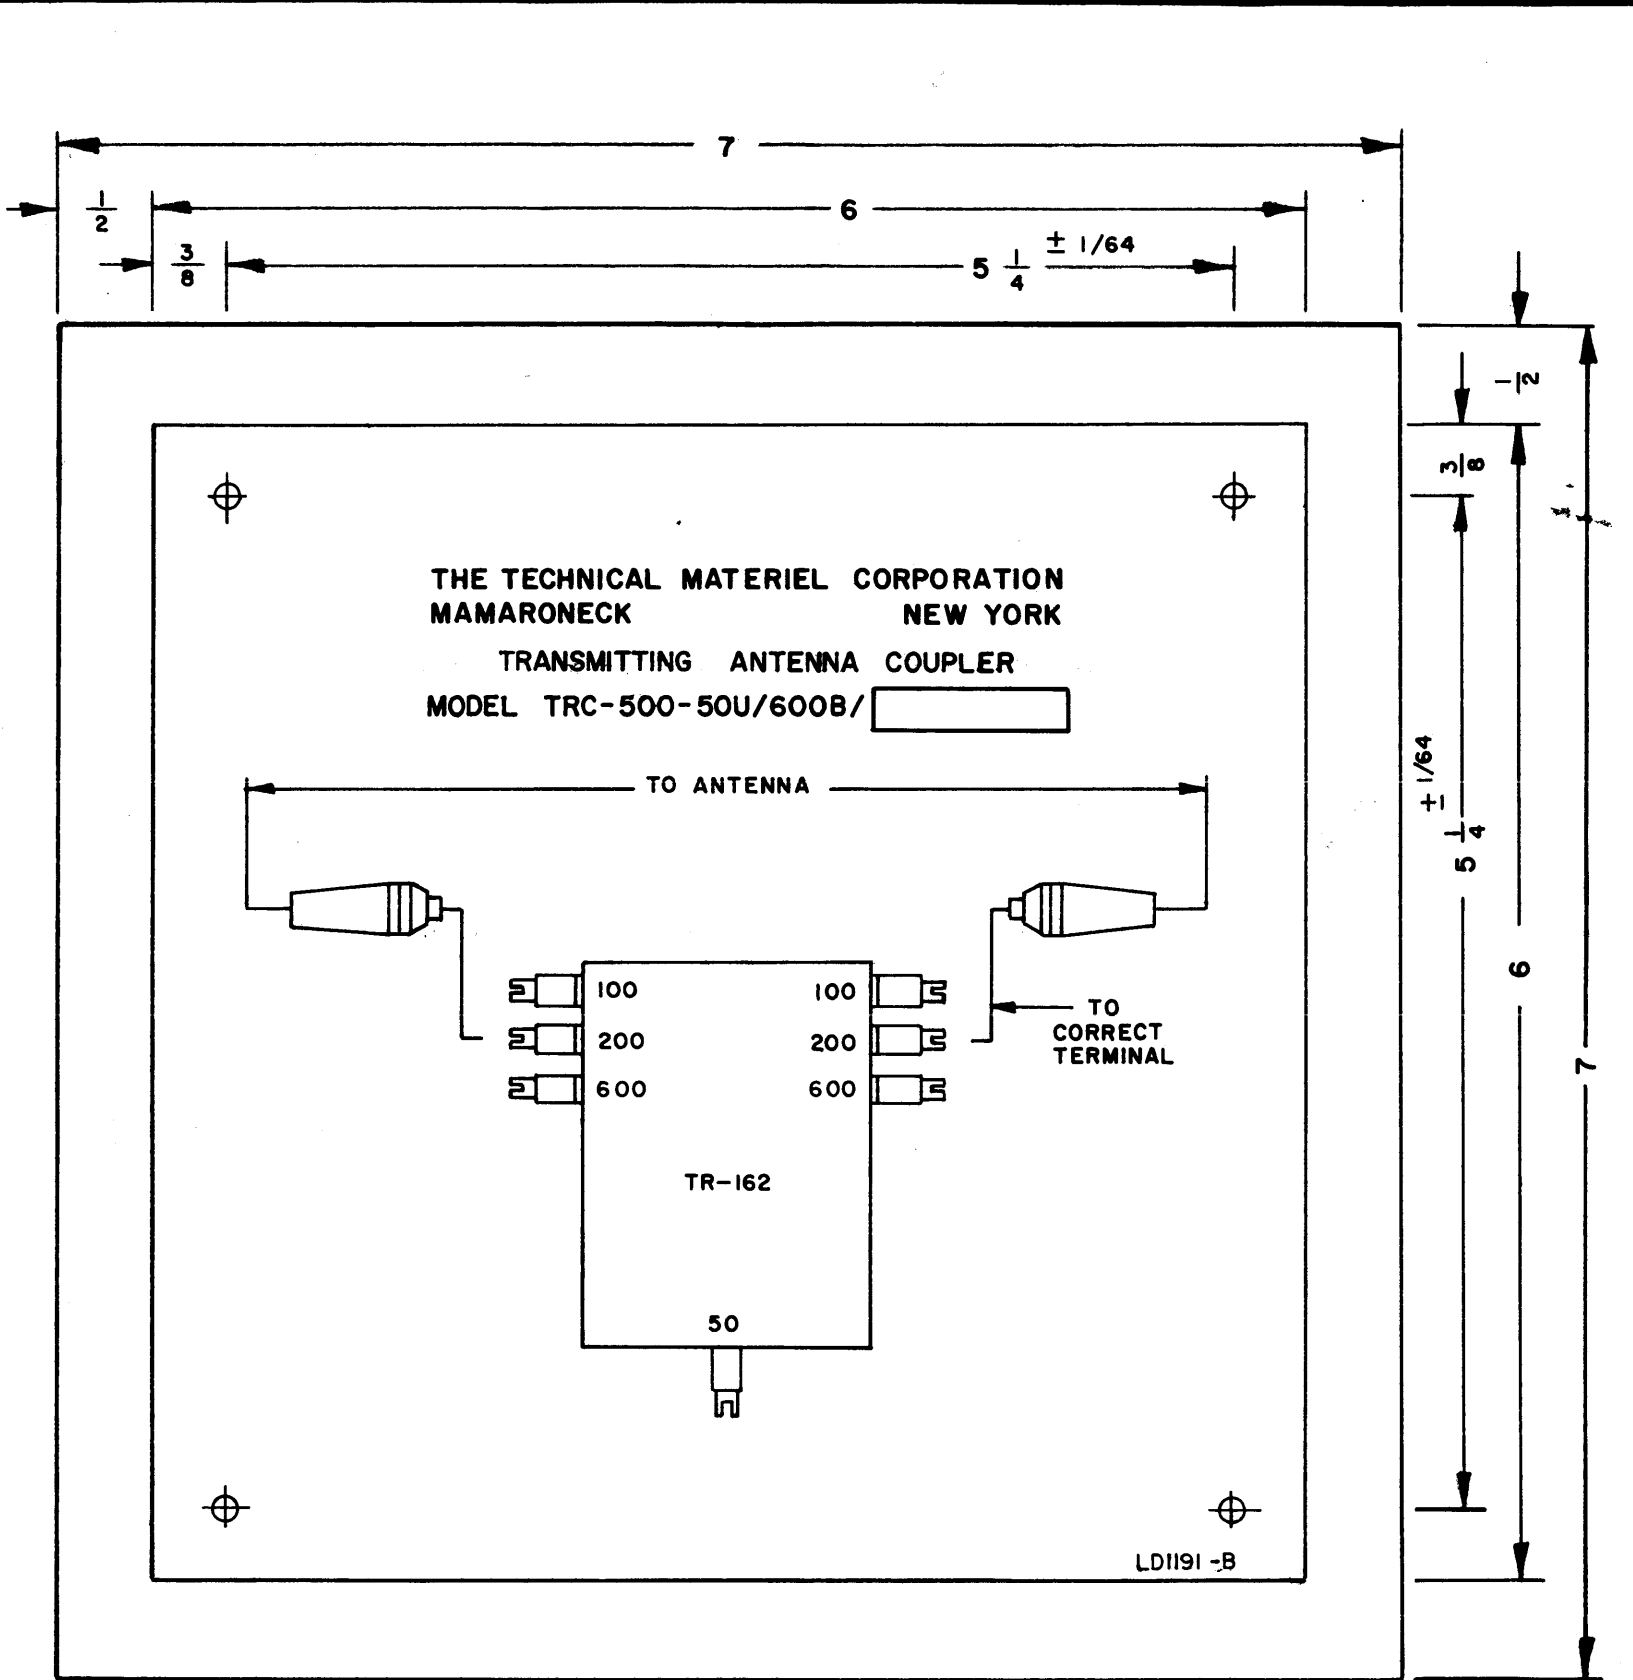 7
1/2
6
3/8
5 1/4 ± 1/64
1/2
3/8
THE TECHNICAL MATERIEL CORPORATION
MAMARONECK NEW YORK
TRANSMITTING ANTENNA COUPLER
MODEL TRC-500-50U/600B/
± 1/64
5 1/4
6
7
TO ANTENNA
100 100
200 200
600 600
TO
CORRECT
TERMINAL
TR-162
50
LD1191-B